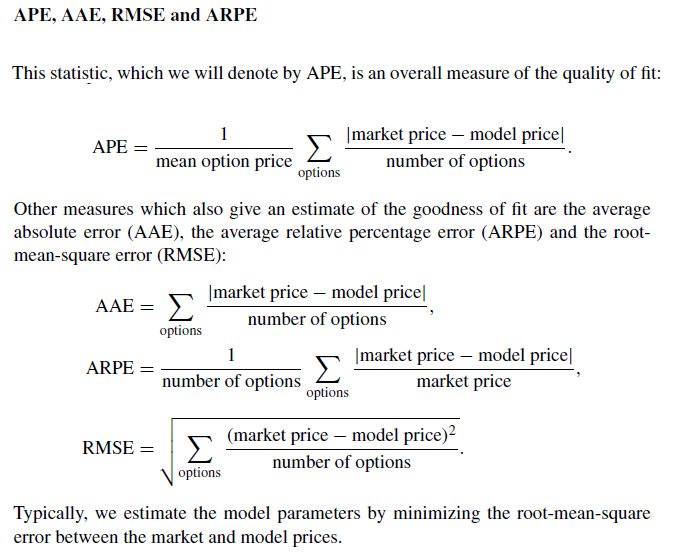 APE, AAE, RMSE and ARPE
This statistic, which we will denote by APE, is an overall measure of the quality of fit:
APE = 1 / mean option price ∑ options |market price – model price| / number of options .
Other measures which also give an estimate of the goodness of fit are the average
absolute error (AAE), the average relative percentage error (ARPE) and the root-
mean-square error (RMSE):
AAE = ∑ options |market price – model price| / number of options ,
ARPE = 1 / number of options ∑ options |market price – model price| / market price ,
RMSE = √ ∑ options (market price – model price)² / number of options .
Typically, we estimate the model parameters by minimizing the root-mean-square
error between the market and model prices.